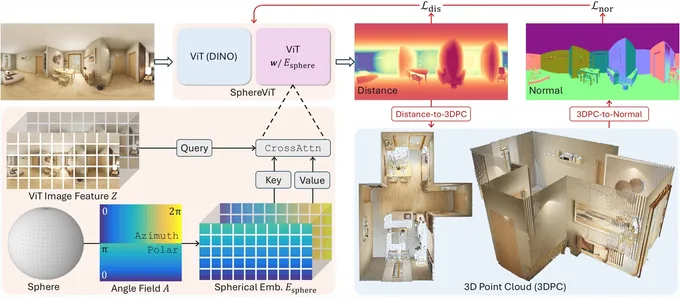 ℒdis
ℒnor
ViT (DINO)
ViT
w/ Esphere
SphereViT
Distance
Normal
Distance-to-3DPC
3DPC-to-Normal
Query
CrossAttn
Key
Value
ViT Image Feature Z
0
2π
Azimuth
π
Polar
0
Sphere
Angle Field A
Spherical Emb. Esphere
3D Point Cloud (3DPC)